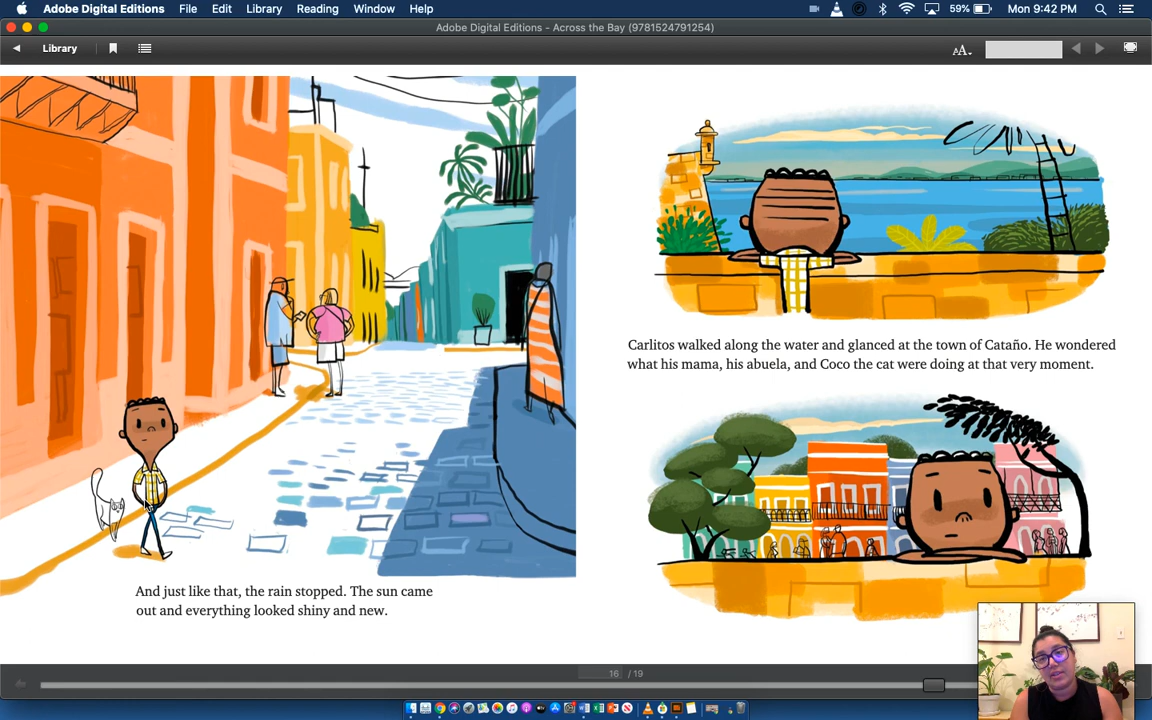 Adobe Digital Editions File Edit Library Reading Window Help 59% Mon 9:42 PM
Adobe Digital Editions - Across the Bay (9781524791254)
Library AA
And just like that, the rain stopped. The sun came
out and everything looked shiny and new.
Carlitos walked along the water and glanced at the town of Cataño. He wondered
what his mama, his abuela, and Coco the cat were doing at that very moment.
16 / 19